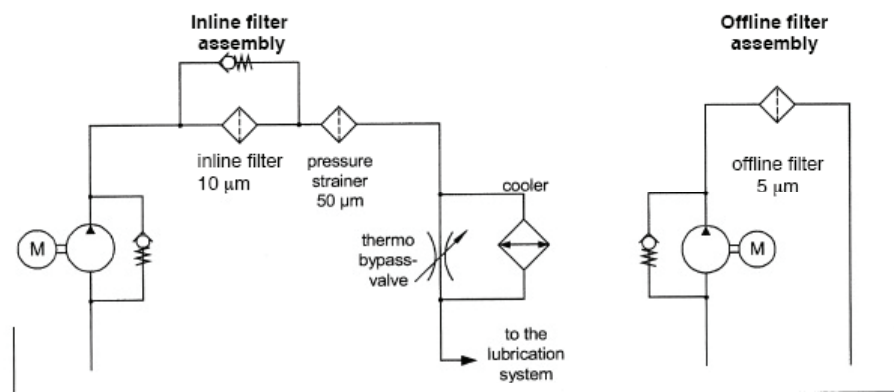 Inline filter
assembly
inline filter
10 µm
pressure
strainer
50 µm
cooler
thermo
bypass-
valve
M
to the
lubrication
system
Offline filter
assembly
offline filter
5 µm
M